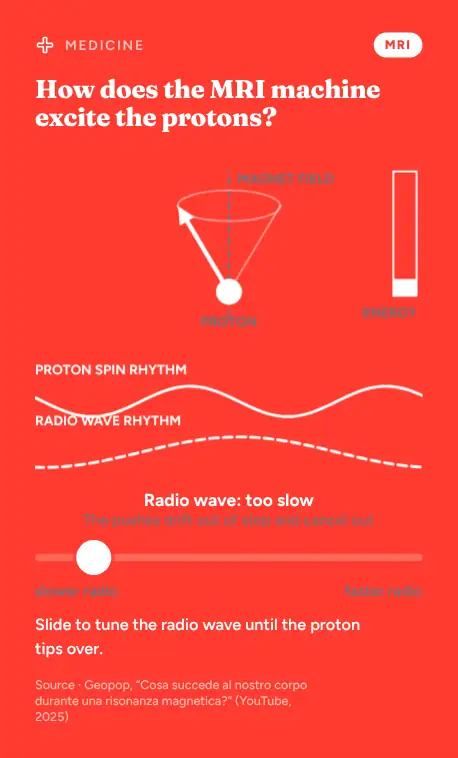 MEDICINE
MRI
How does the MRI machine
excite the protons?
MAGNET FIELD
PROTON
ENERGY
PROTON SPIN RHYTHM
RADIO WAVE RHYTHM
Radio wave: too slow
The pushes drift out of step and cancel out
slower radio
faster radio
Slide to tune the radio wave until the proton
tips over.
Source · Geopop, “Cosa succede al nostro corpo
durante una risonanza magnetica?” (YouTube,
2025)